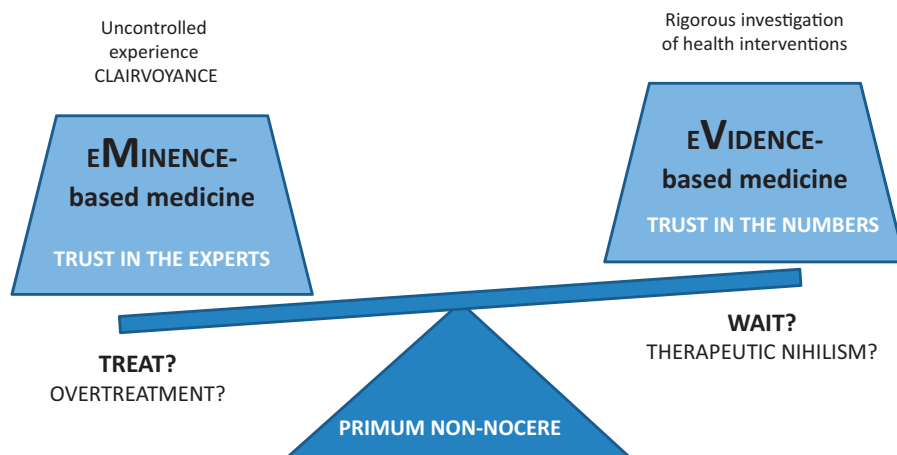 Uncontrolled
experience
CLAIRVOYANCE
eMINENCE-
based medicine
TRUST IN THE EXPERTS
TREAT?
OVERTREATMENT?
Rigorous investigation
of health interventions
eVIDENCE-
based medicine
TRUST IN THE NUMBERS
WAIT?
THERAPEUTIC NIHILISM?
PRIMUM NON-NOCERE